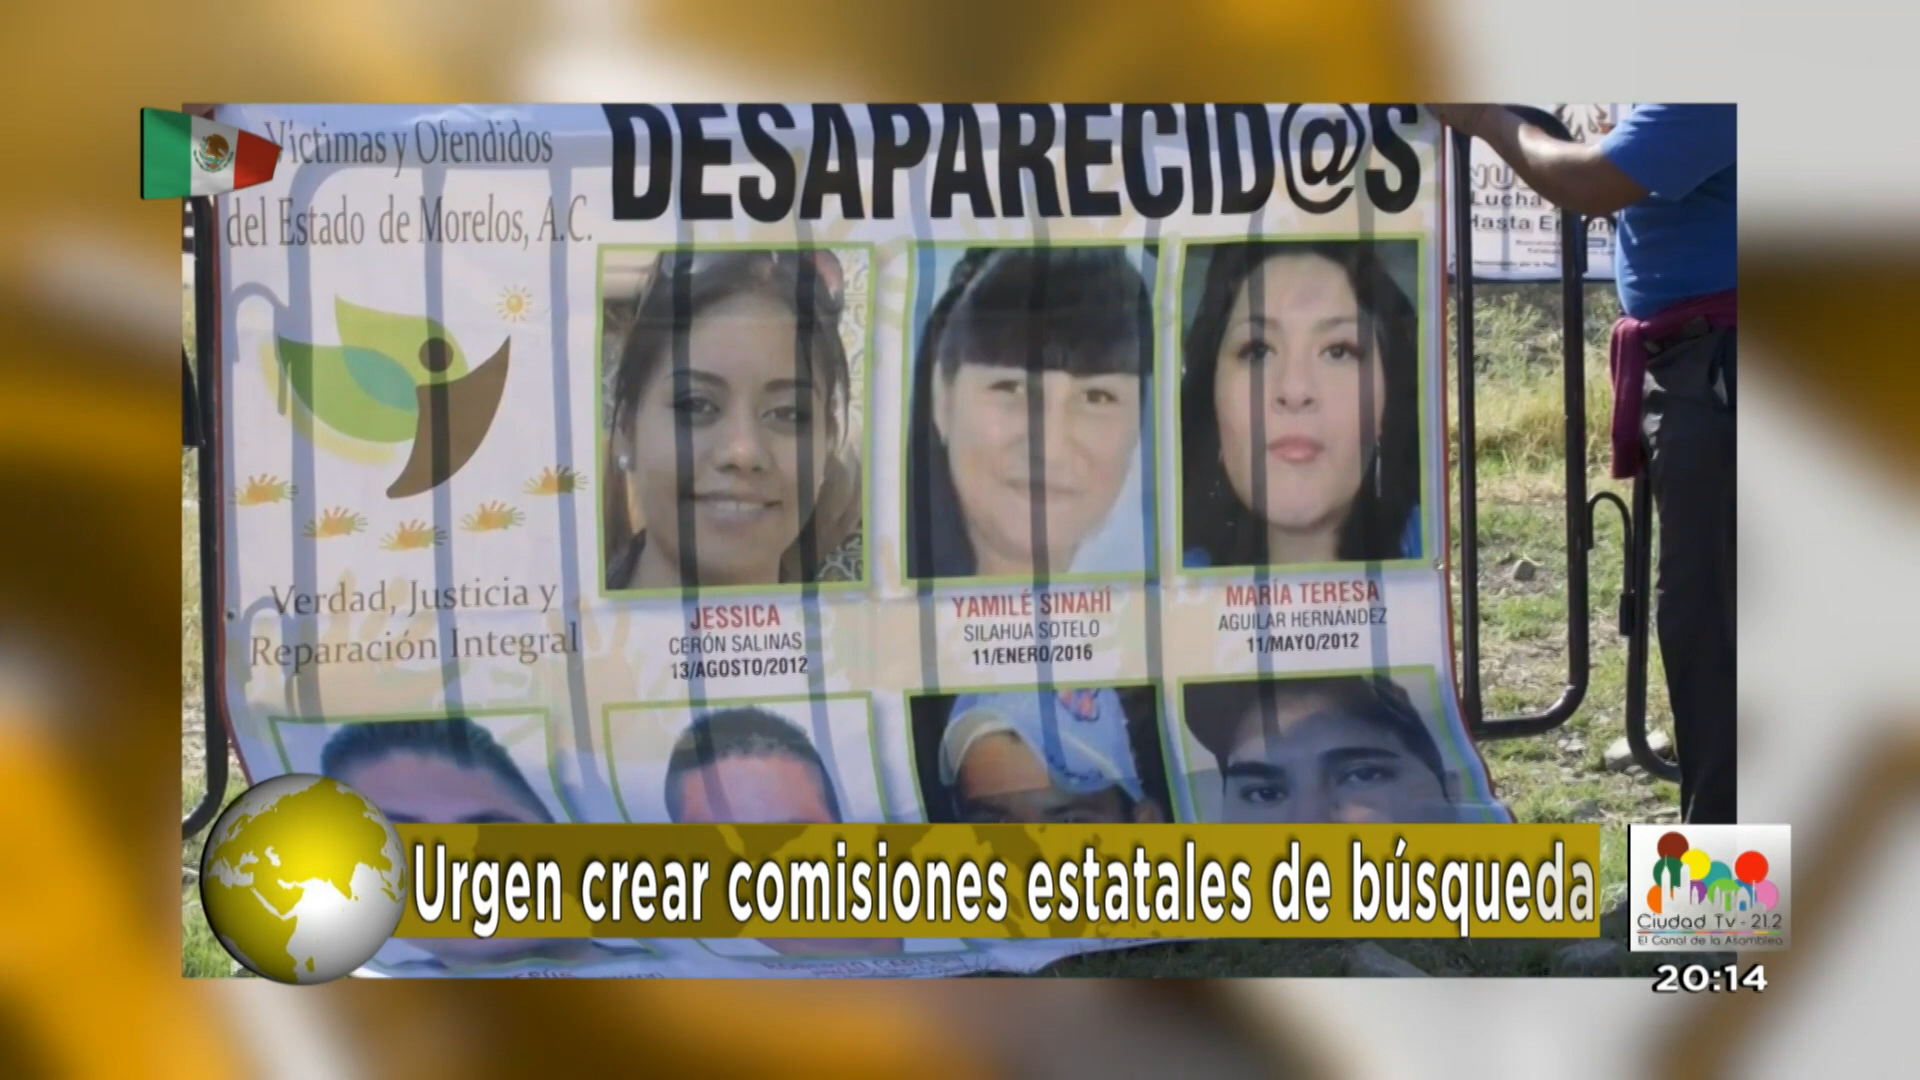 Víctimas y Ofendidos
del Estado de Morelos, A.C.
DESAPARECID@S
Lucha
Hasta
Verdad, Justicia y
Reparación Integral
JESSICA
CERÓN SALINAS
13/AGOSTO/2012
YAMILÉ SINAHÍ
SILAHUA SOTELO
11/ENERO/2016
MARÍA TERESA
AGUILAR HERNÁNDEZ
11/MAYO/2012
Urgen crear comisiones estatales de búsqueda
Ciudad Tv - 21.2
El Canal de la Asamblea
20:14